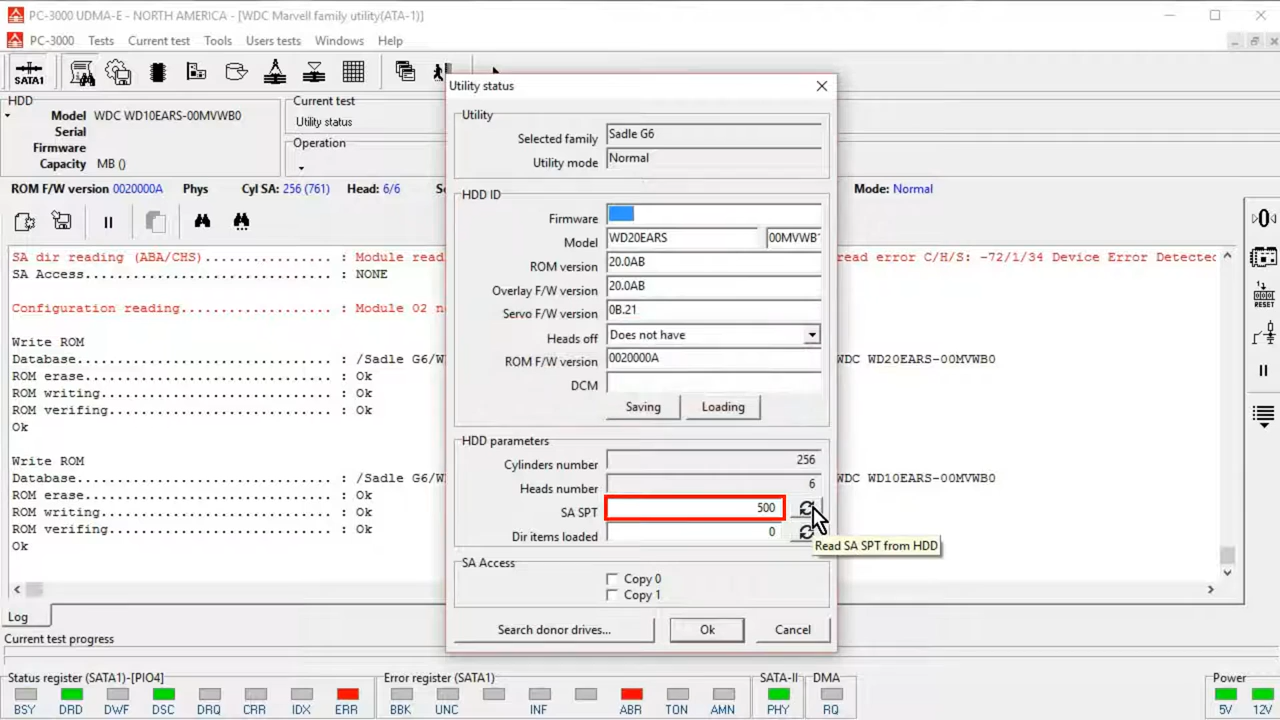 PC-3000 UDMA-E - NORTH AMERICA - [WDC Marvell family utility(ATA-1)]
PC-3000 Tests Current test Tools Users tests Windows Help
SATA1
HDD
Model WDC WD10EARS-00MVWB0
Serial
Firmware
Capacity MB ()
Current test
Utility status
Operation
ROM F/W version 0020000A Phys Cyl SA: 256 (761) Head: 6/6 Mode: Normal
SA dir reading (ABA/CHS).................. : Module read error C/H/S: -72/1/34 Device Error Detected
SA Access................................. : NONE
Configuration reading..................... : Module 02
Write ROM
Database.................................. : /Sadle G6/W WDC WD20EARS-00MVWB0
ROM erase................................. : Ok
ROM writing............................... : Ok
ROM verifing.............................. : Ok
Ok
Write ROM
Database.................................. : /Sadle G6/W WDC WD10EARS-00MVWB0
ROM erase................................. : Ok
ROM writing............................... : Ok
ROM verifing.............................. : Ok
Ok
Log
Current test progress
Utility status
Utility
Selected family Sadle G6
Utility mode Normal
HDD ID
Firmware
Model WD20EARS 00MVWB
ROM version 20.0AB
Overlay F/W version 20.0AB
Servo F/W version 0B.21
Heads off Does not have
ROM F/W version 0020000A
DCM
Saving Loading
HDD parameters
Cylinders number 256
Heads number 6
SA SPT 500
Dir items loaded 0
Read SA SPT from HDD
SA Access
Copy 0
Copy 1
Search donor drives... Ok Cancel
RESET
Status register (SATA1)-[PIO4] Error register (SATA1) SATA-II DMA Power
BSY DRD DWF DSC DRQ CRR IDX ERR BBK UNC INF ABR TON AMN PHY RQ 5V 12V